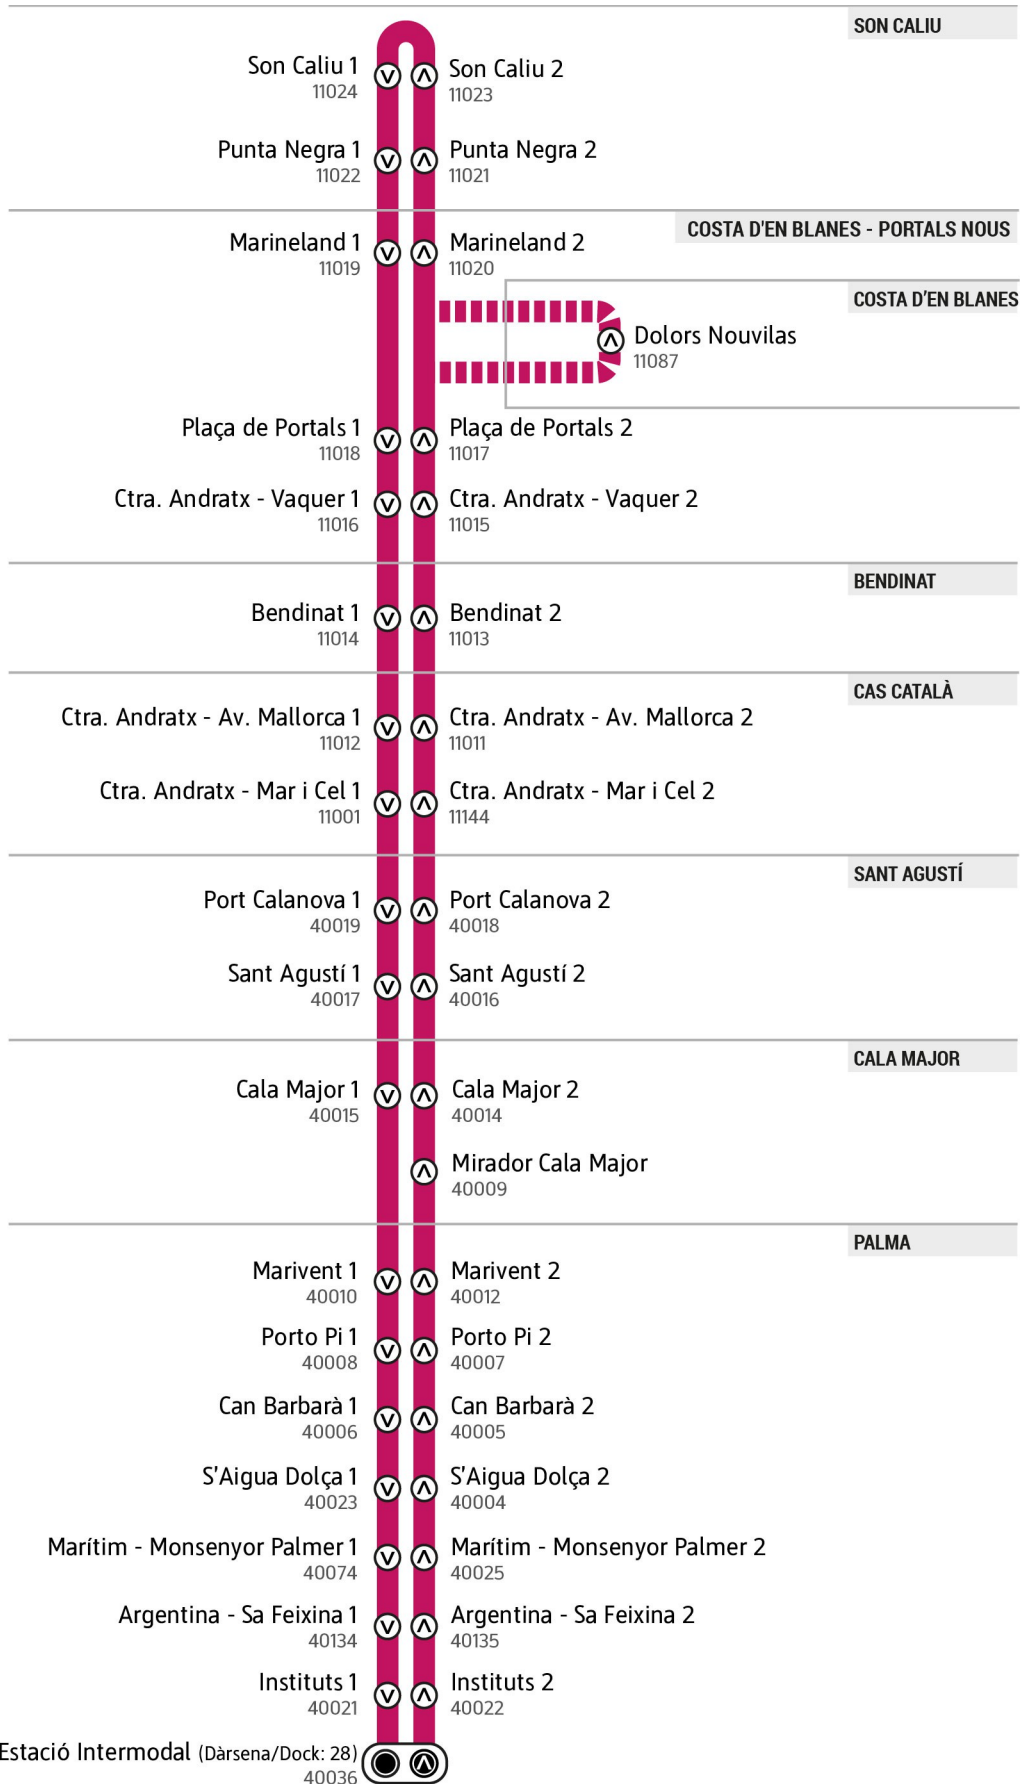 SON CALIU
Son Caliu 1
11024
Son Caliu 2
11023
Punta Negra 1
11022
Punta Negra 2
11021
COSTA D'EN BLANES - PORTALS NOUS
Marineland 1
11019
Marineland 2
11020
COSTA D'EN BLANES
Dolors Nouvilas
11087
Plaça de Portals 1
11018
Plaça de Portals 2
11017
Ctra. Andratx - Vaquer 1
11016
Ctra. Andratx - Vaquer 2
11015
BENDINAT
Bendinat 1
11014
Bendinat 2
11013
CAS CATALÀ
Ctra. Andratx - Av. Mallorca 1
11012
Ctra. Andratx - Av. Mallorca 2
11011
Ctra. Andratx - Mar i Cel 1
11001
Ctra. Andratx - Mar i Cel 2
11144
SANT AGUSTÍ
Port Calanova 1
40019
Port Calanova 2
40018
Sant Agustí 1
40017
Sant Agustí 2
40016
CALA MAJOR
Cala Major 1
40015
Cala Major 2
40014
Mirador Cala Major
40009
PALMA
Marivent 1
40010
Marivent 2
40012
Porto Pi 1
40008
Porto Pi 2
40007
Can Barbarà 1
40006
Can Barbarà 2
40005
S'Aigua Dolça 1
40023
S'Aigua Dolça 2
40004
Marítim - Monsenyor Palmer 1
40074
Marítim - Monsenyor Palmer 2
40025
Argentina - Sa Feixina 1
40134
Argentina - Sa Feixina 2
40135
Instituts 1
40021
Instituts 2
40022
Estació Intermodal (Dàrsena/Dock: 28)
40036